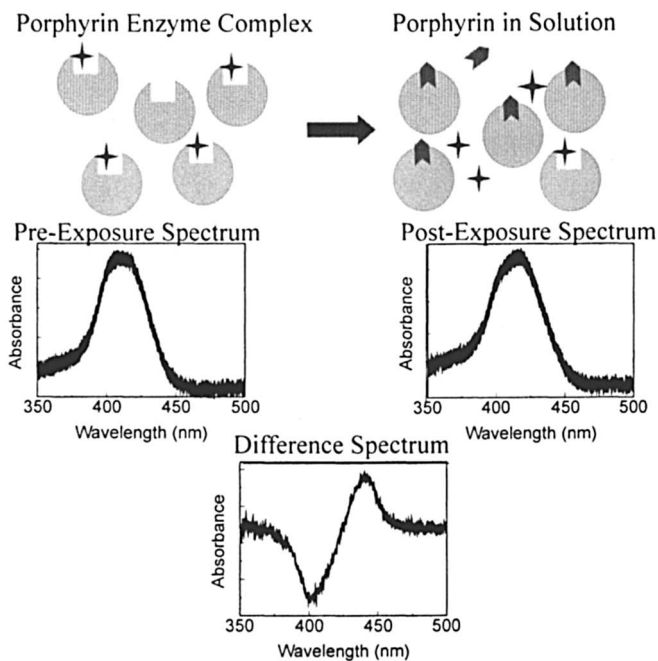 Porphyrin Enzyme Complex
Porphyrin in Solution
Pre-Exposure Spectrum
Post-Exposure Spectrum
Absorbance
350 400 450 500
Wavelength (nm)
Absorbance
350 400 450 500
Wavelength (nm)
Difference Spectrum
Absorbance
350 400 450 500
Wavelength (nm)